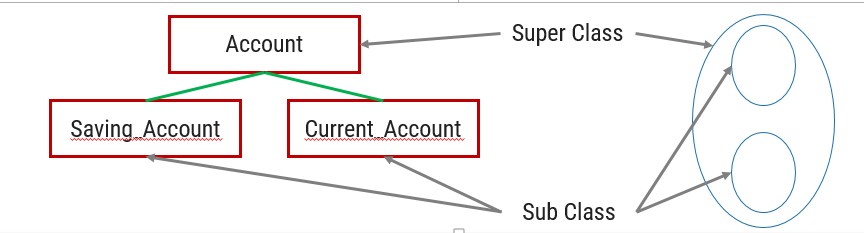 Account
Super Class
Saving_Account
Current_Account
Sub Class